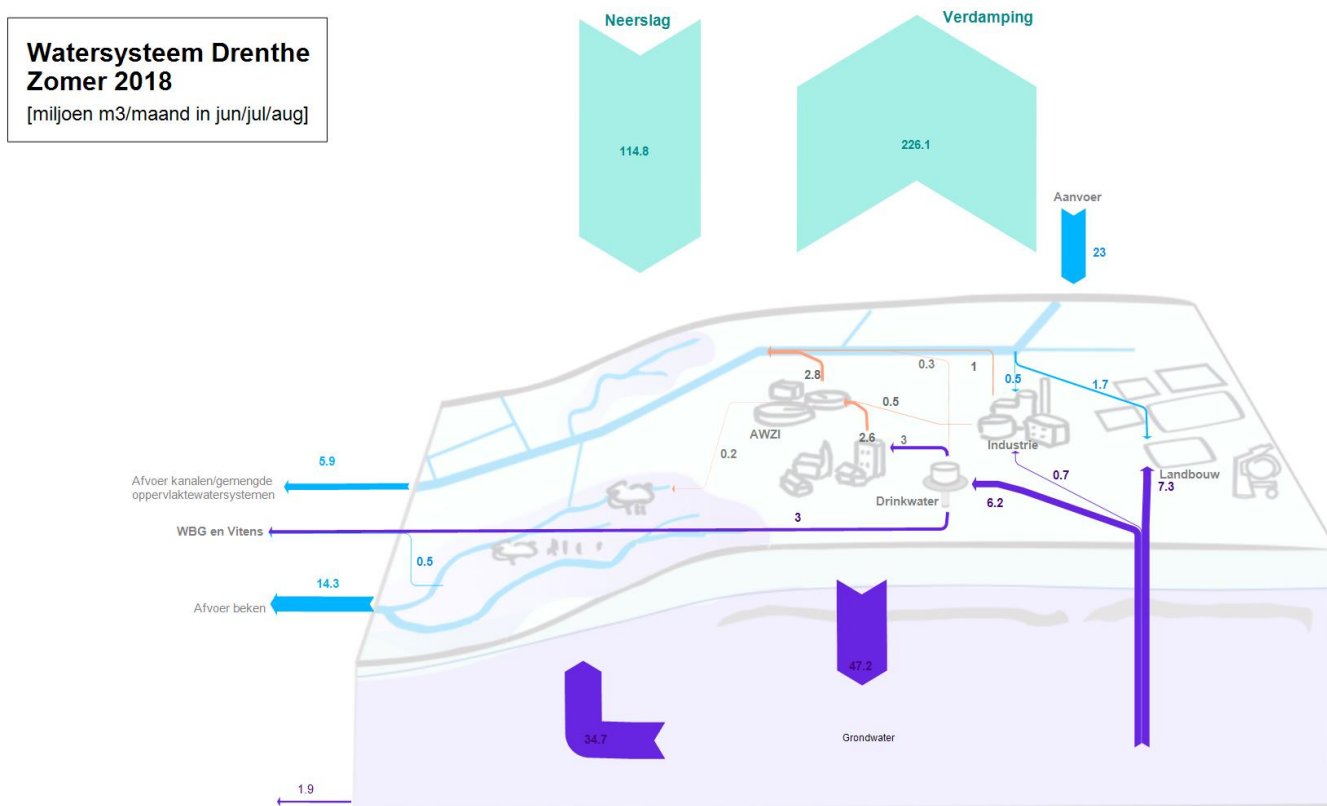 Watersysteem Drenthe
Zomer 2018
[miljoen m3/maand in jun/jul/aug]
Neerslag
114.8
Verdamping
226.1
Aanvoer
23
0.3
1
0.5
1.7
2.8
0.5
AWZI
2.6
3
Industrie
0.2
0.7
Landbouw
7.3
Drinkwater
6.2
5.9
Afvoer kanalen/gemengde
oppervlaktewatersystemen
3
WBG en Vitens
0.5
14.3
Afvoer beken
47.2
34.7
Grondwater
1.9